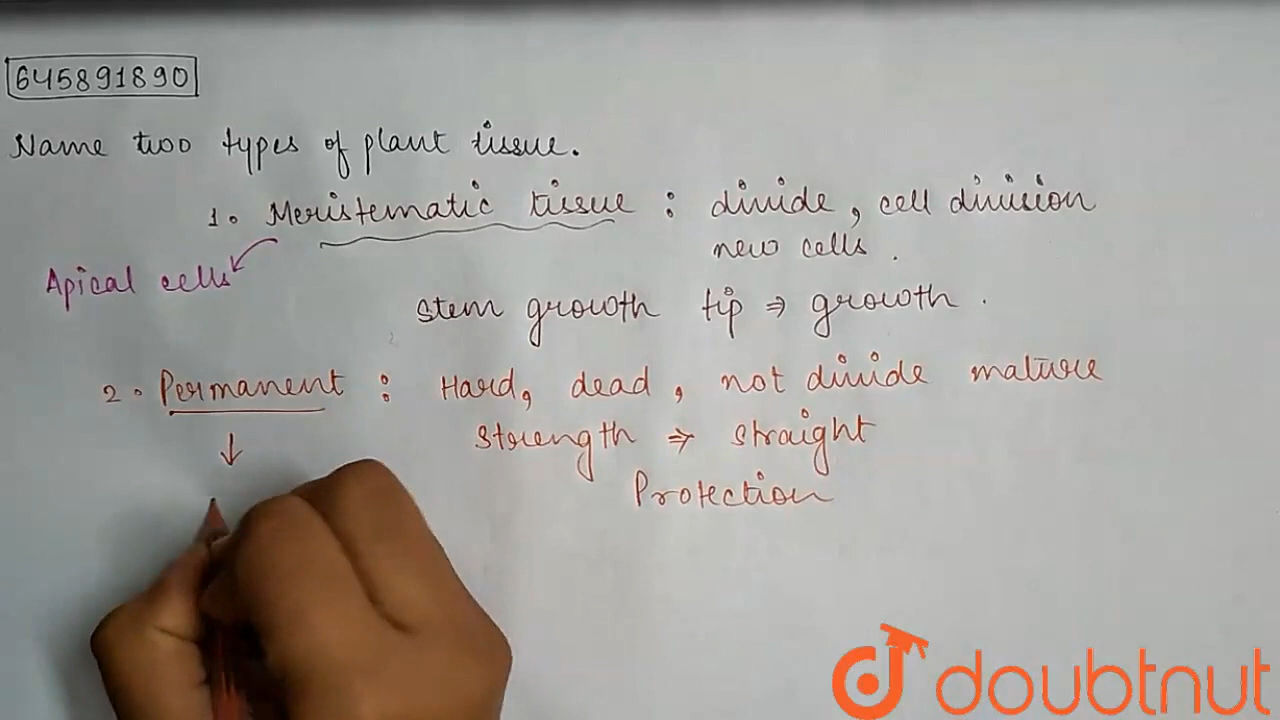 645891890
Name two types of plant tissue.
1. Meristematic tissue : divide, cell division
new cells.
Apical cells
stem growth tip ⇒ growth.
2. Permanent : Hard, dead, not divide mature
strength ⇒ straight
Protection
doubtnut